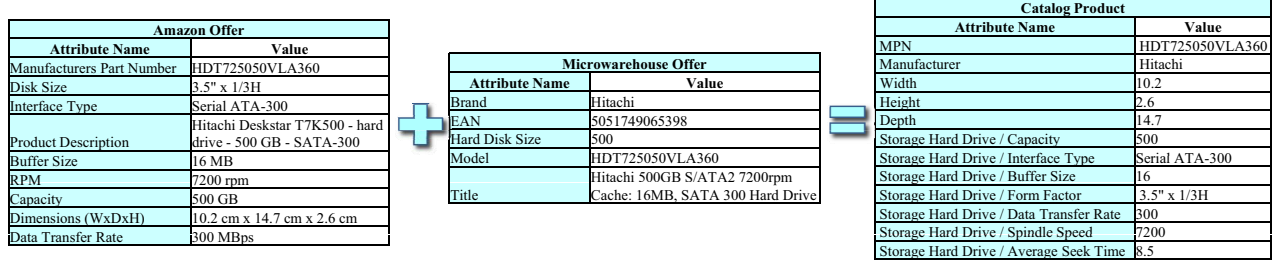 Amazon Offer
Attribute Name Value
Manufacturers Part Number HDT725050VLA360
Disk Size 3.5" x 1/3H
Interface Type Serial ATA-300
Product Description Hitachi Deskstar T7K500 - hard
drive - 500 GB - SATA-300
Buffer Size 16 MB
RPM 7200 rpm
Capacity 500 GB
Dimensions (WxDxH) 10.2 cm x 14.7 cm x 2.6 cm
Data Transfer Rate 300 MBps
Microwarehouse Offer
Attribute Name Value
Brand Hitachi
EAN 5051749065398
Hard Disk Size 500
Model HDT725050VLA360
Title Hitachi 500GB S/ATA2 7200rpm
Cache: 16MB, SATA 300 Hard Drive
Catalog Product
Attribute Name Value
MPN HDT725050VLA360
Manufacturer Hitachi
Width 10.2
Height 2.6
Depth 14.7
Storage Hard Drive / Capacity 500
Storage Hard Drive / Interface Type Serial ATA-300
Storage Hard Drive / Buffer Size 16
Storage Hard Drive / Form Factor 3.5" x 1/3H
Storage Hard Drive / Data Transfer Rate 300
Storage Hard Drive / Spindle Speed 7200
Storage Hard Drive / Average Seek Time 8.5